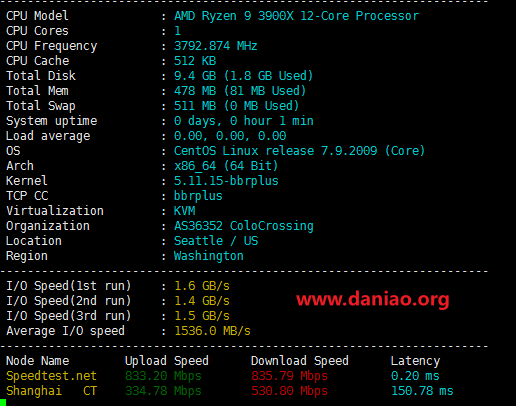 CPU Model : AMD Ryzen 9 3900X 12-Core Processor
CPU Cores : 1
CPU Frequency : 3792.874 MHz
CPU Cache : 512 KB
Total Disk : 9.4 GB (1.8 GB Used)
Total Mem : 478 MB (81 MB Used)
Total Swap : 511 MB (0 MB Used)
System uptime : 0 days, 0 hour 1 min
Load average : 0.00, 0.00, 0.00
OS : CentOS Linux release 7.9.2009 (Core)
Arch : x86_64 (64 Bit)
Kernel : 5.11.15-bbrplus
TCP CC : bbrplus
Virtualization : KVM
Organization : AS36352 ColoCrossing
Location : Seattle / US
Region : Washington
I/O Speed(1st run) : 1.6 GB/s
I/O Speed(2nd run) : 1.4 GB/s
I/O Speed(3rd run) : 1.5 GB/s
Average I/O speed : 1536.0 MB/s
www.daniao.org
Node Name Upload Speed Download Speed Latency
Speedtest.net 833.20 Mbps 835.79 Mbps 0.20 ms
Shanghai CT 334.78 Mbps 530.80 Mbps 150.78 ms